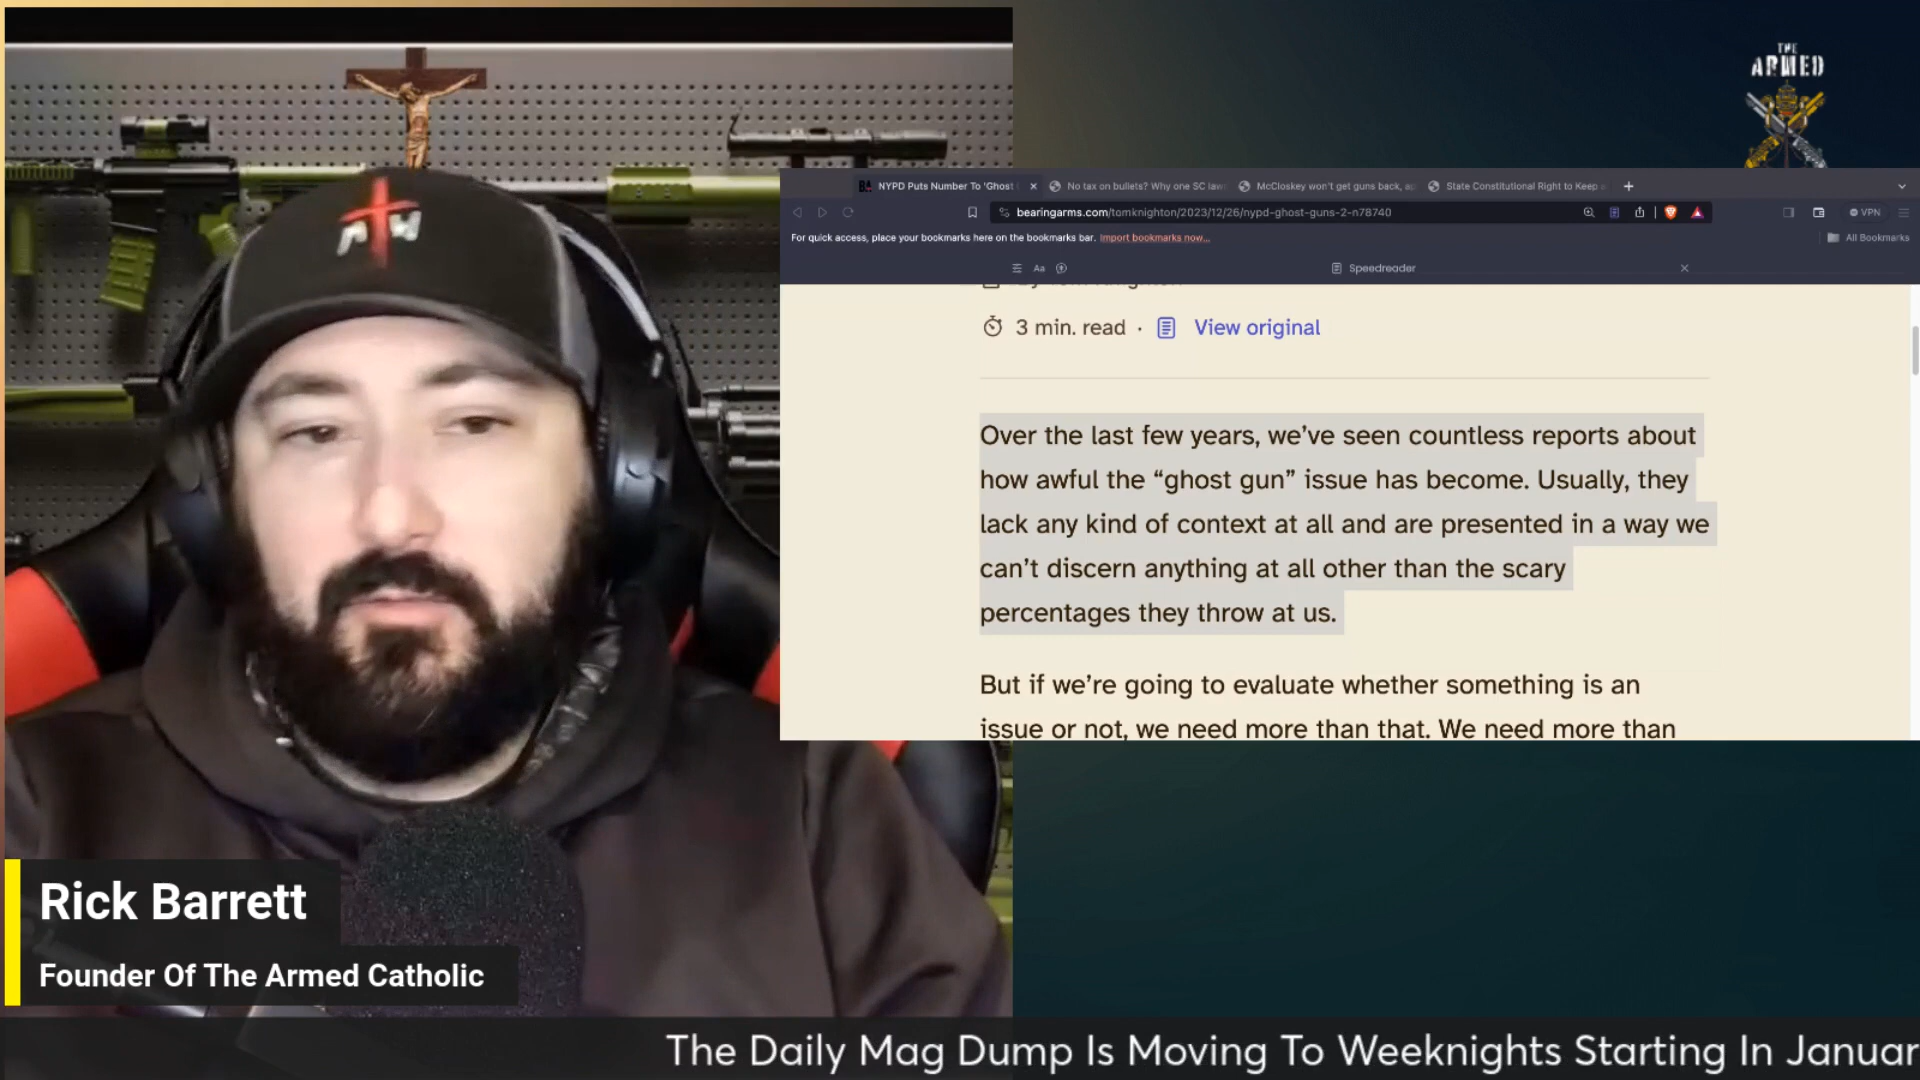 THE
ARMED
NYPD Puts Number To 'Ghost
No tax on bullets? Why one SC law
McCloskey won't get guns back, ap
State Constitutional Right to Keep
bearingarms.com/tomknighton/2023/12/26/nypd-ghost-guns-2-n78740
VPN
For quick access, place your bookmarks here on the bookmarks bar. Import bookmarks now...
All Bookmarks
Aa
Speedreader
3 min. read · View original
Over the last few years, we’ve seen countless reports about
how awful the “ghost gun” issue has become. Usually, they
lack any kind of context at all and are presented in a way we
can’t discern anything at all other than the scary
percentages they throw at us.
But if we’re going to evaluate whether something is an
issue or not, we need more than that. We need more than
Rick Barrett
Founder Of The Armed Catholic
The Daily Mag Dump Is Moving To Weeknights Starting In Januar